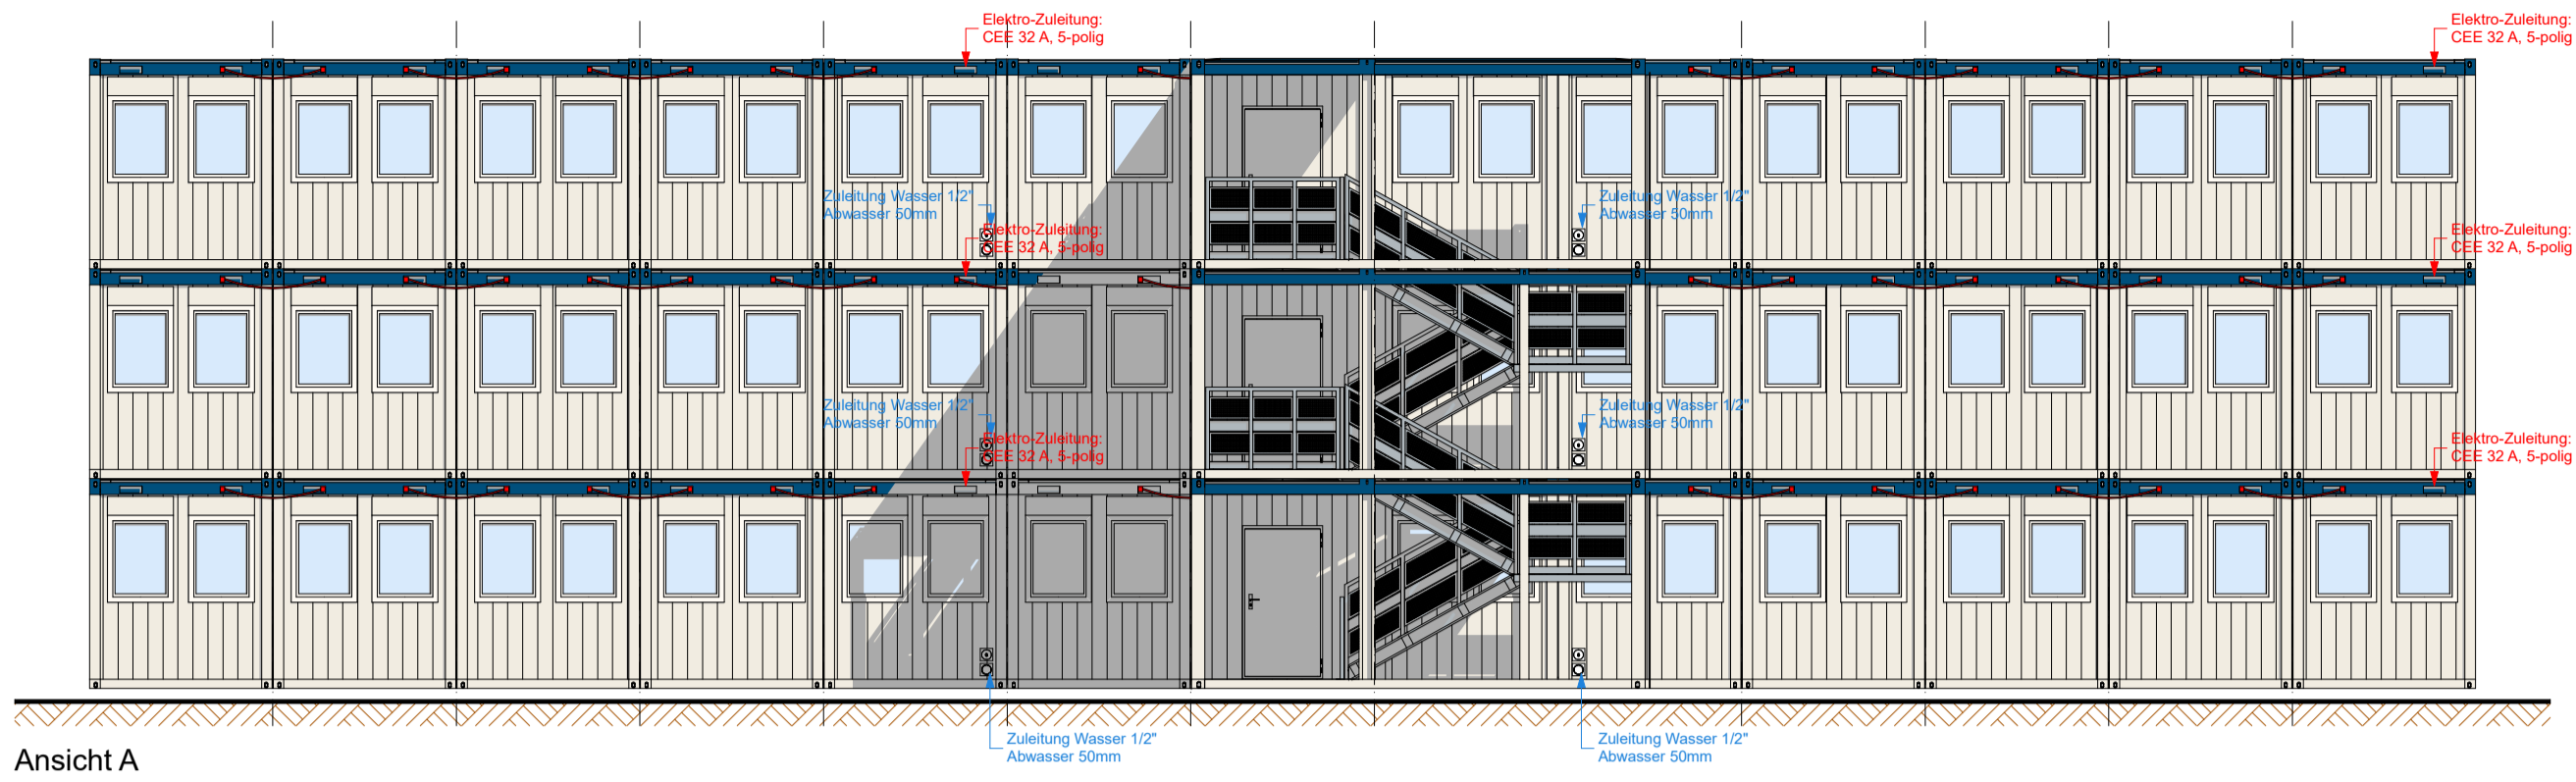 Elektro-Zuleitung:
CEE 32 A, 5-polig
Elektro-Zuleitung:
CEE 32 A, 5-polig
Zuleitung Wasser 1/2"
Abwasser 50mm
Zuleitung Wasser 1/2"
Abwasser 50mm
Elektro-Zuleitung:
CEE 32 A, 5-polig
Elektro-Zuleitung:
CEE 32 A, 5-polig
Zuleitung Wasser 1/2"
Abwasser 50mm
Zuleitung Wasser 1/2"
Abwasser 50mm
Elektro-Zuleitung:
CEE 32 A, 5-polig
Elektro-Zuleitung:
CEE 32 A, 5-polig
Zuleitung Wasser 1/2"
Abwasser 50mm
Zuleitung Wasser 1/2"
Abwasser 50mm
Ansicht A